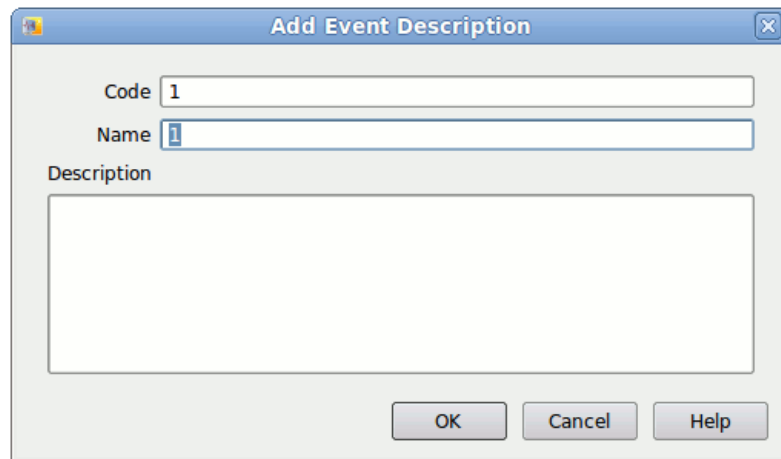 Add Event Description
Code 1
Name 1
Description
OK Cancel Help